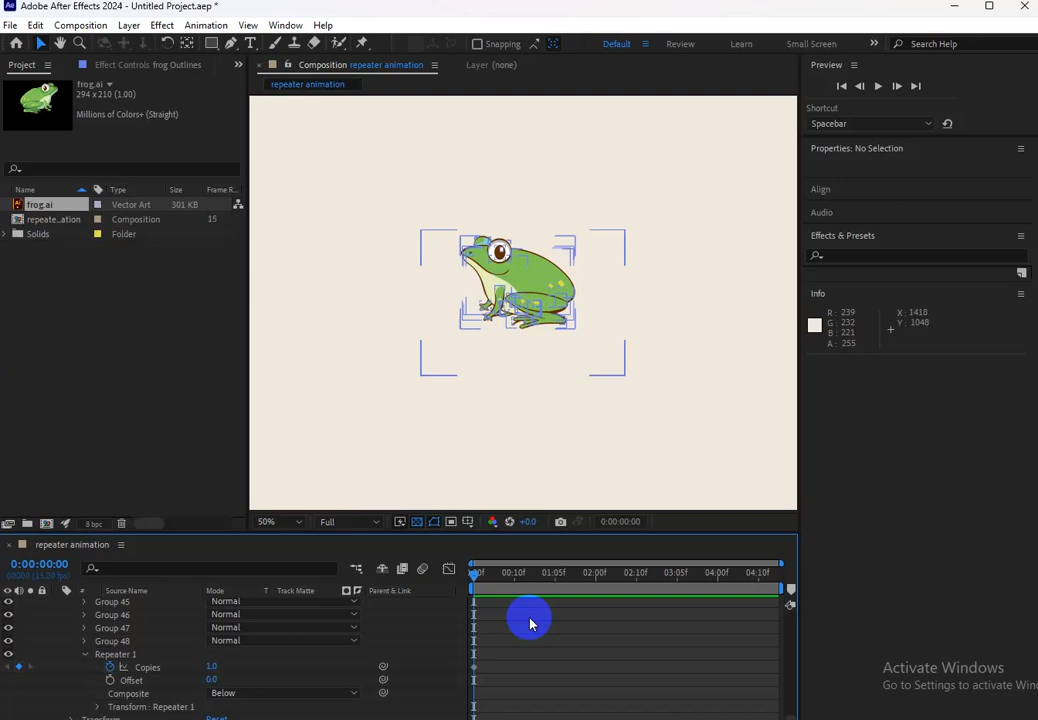 Ae Adobe After Effects 2024 - Untitled Project.aep *
File Edit Composition Layer Effect Animation View Window Help
Snapping Default Review Learn Small Screen Search Help
Project Effect Controls frog Outlines
Composition repeater animation Layer (none)
repeater animation
frog.ai
294 x 210 (1.00)
Millions of Colors+ (Straight)
Name Type Size Frame R...
frog.ai Vector Art 301 KB
repeate...ation Composition 15
Solids Folder
8 bpc
50% Full +0.0 0:00:00:00
Preview
Shortcut
Spacebar
Properties: No Selection
Align
Audio
Effects & Presets
Info
R: 239 X: 1418
G: 232 Y: 1048
B: 221
A: 255
repeater animation
0:00:00:00
00000 (15.00 fps)
00f 00:10f 01:05f 02:00f 02:10f 03:05f 04:00f 04:10f
# Source Name Mode T Track Matte Parent & Link
Group 45 Normal
Group 46 Normal
Group 47 Normal
Group 48 Normal
Repeater 1
Copies 1.0
Offset 0.0
Composite Below
Transform : Repeater 1
Transform Reset
Activate Windows
Go to Settings to activate Win